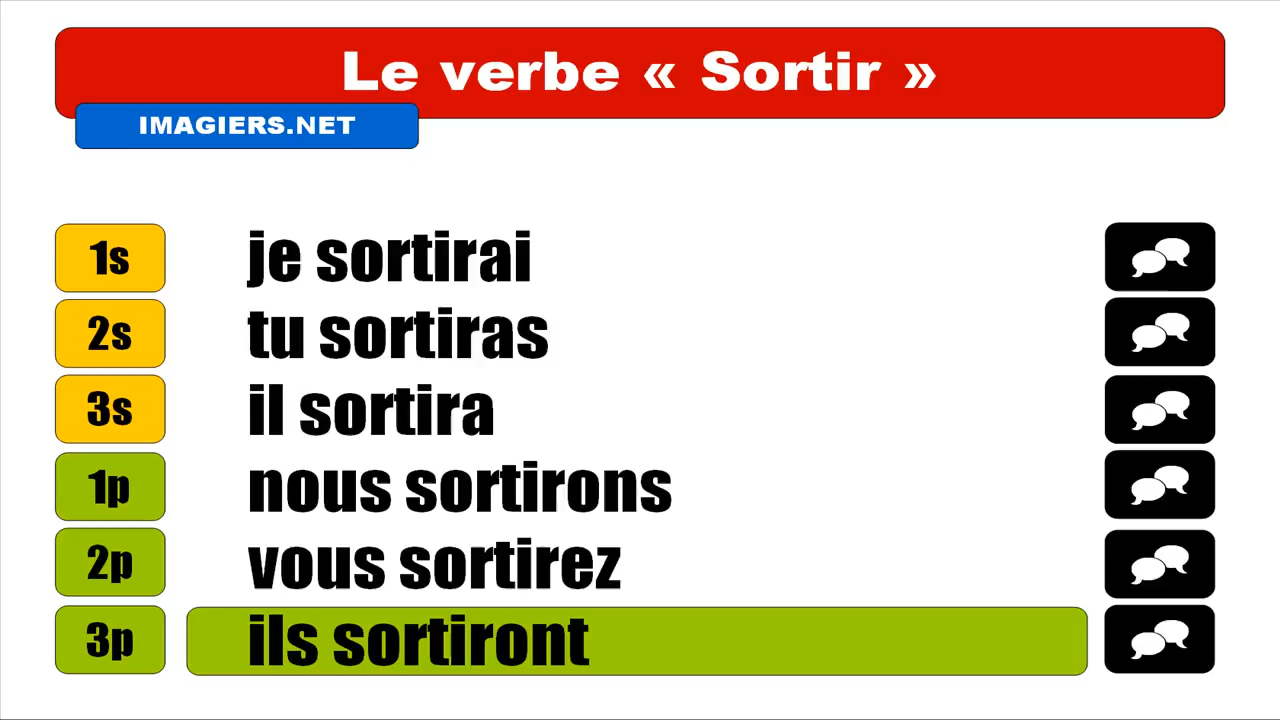 Le verbe « Sortir »
IMAGIERS.NET
1s je sortirai
2s tu sortiras
3s il sortira
1p nous sortirons
2p vous sortirez
3p ils sortiront